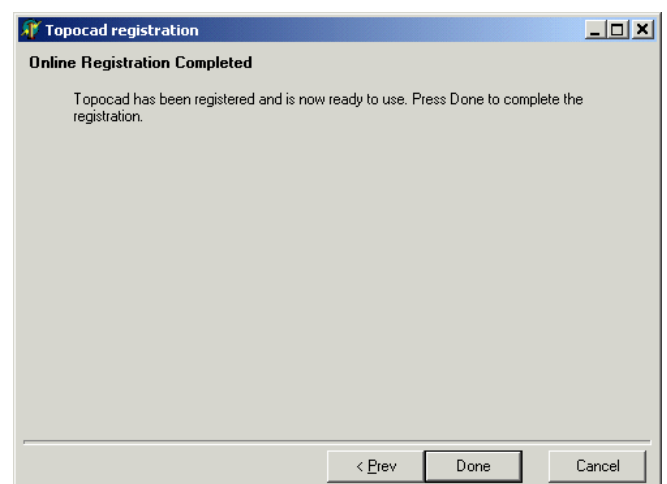 Topocad registration
Online Registration Completed
Topocad has been registered and is now ready to use. Press Done to complete the
registration.
< Prev
Done
Cancel